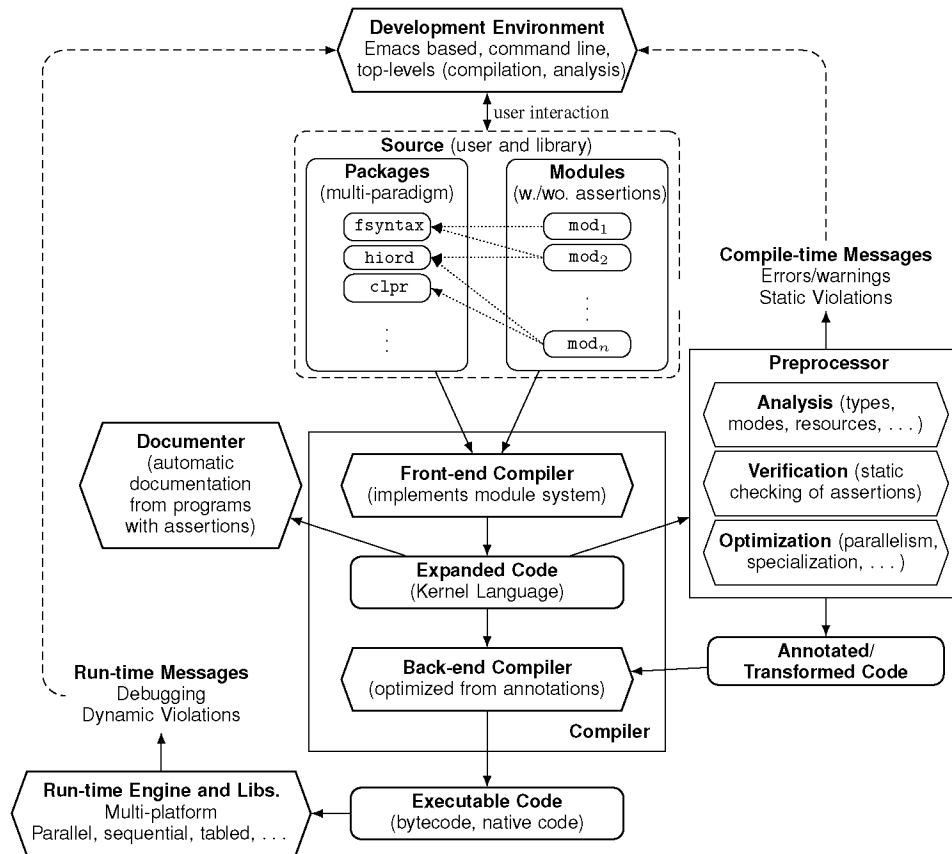 Development Environment
Emacs based, command line,
top-levels (compilation, analysis)
user interaction
Source (user and library)
Packages
(multi-paradigm)
fsyntax
hiord
clpr
Modules
(w./wo. assertions)
mod₁
mod₂
modₙ
Compile-time Messages
Errors/warnings
Static Violations
Preprocessor
Analysis (types,
modes, resources, . . . )
Verification (static
checking of assertions)
Optimization (parallelism,
specialization, . . . )
Documenter
(automatic
documentation
from programs
with assertions)
Front-end Compiler
(implements module system)
Expanded Code
(Kernel Language)
Back-end Compiler
(optimized from annotations)
Compiler
Annotated/
Transformed Code
Run-time Messages
Debugging
Dynamic Violations
Run-time Engine and Libs.
Multi-platform
Parallel, sequential, tabled, . . .
Executable Code
(bytecode, native code)